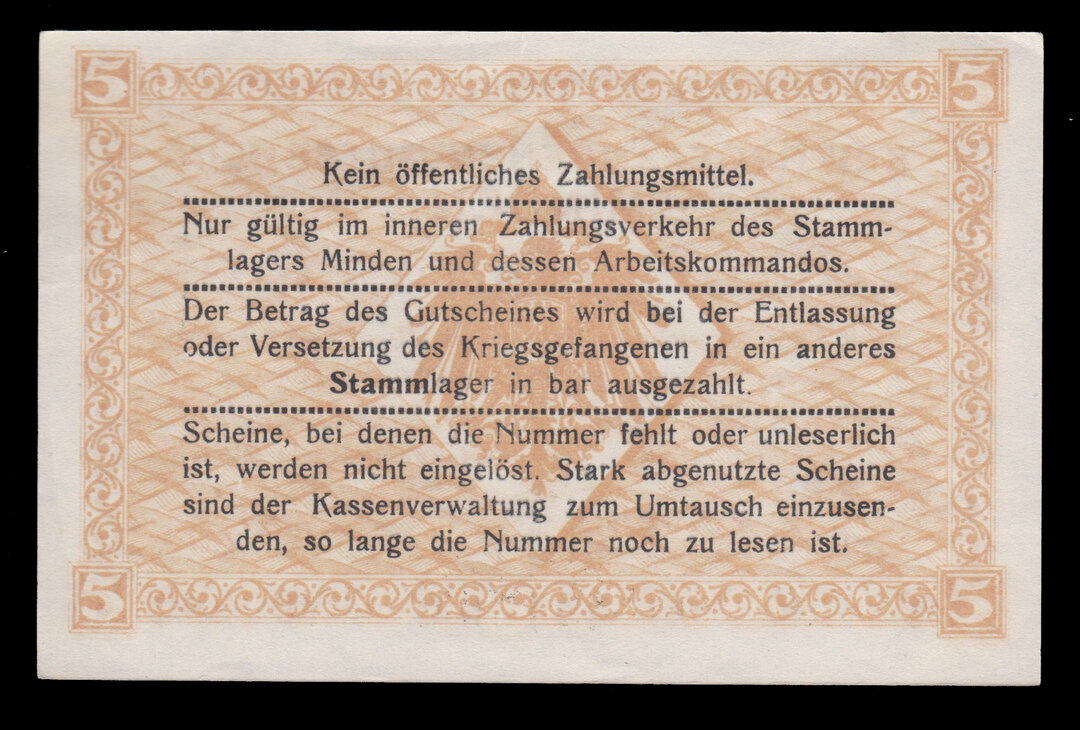 5 5
Kein öffentliches Zahlungsmittel.
Nur gültig im inneren Zahlungsverkehr des Stamm-
lagers Minden und dessen Arbeitskommandos.
Der Betrag des Gutscheines wird bei der Entlassung
oder Versetzung des Kriegsgefangenen in ein anderes
Stammlager in bar ausgezahlt.
Scheine, bei denen die Nummer fehlt oder unleserlich
ist, werden nicht eingelöst. Stark abgenutzte Scheine
sind der Kassenverwaltung zum Umtausch einzusen-
den, so lange die Nummer noch zu lesen ist.
5 5